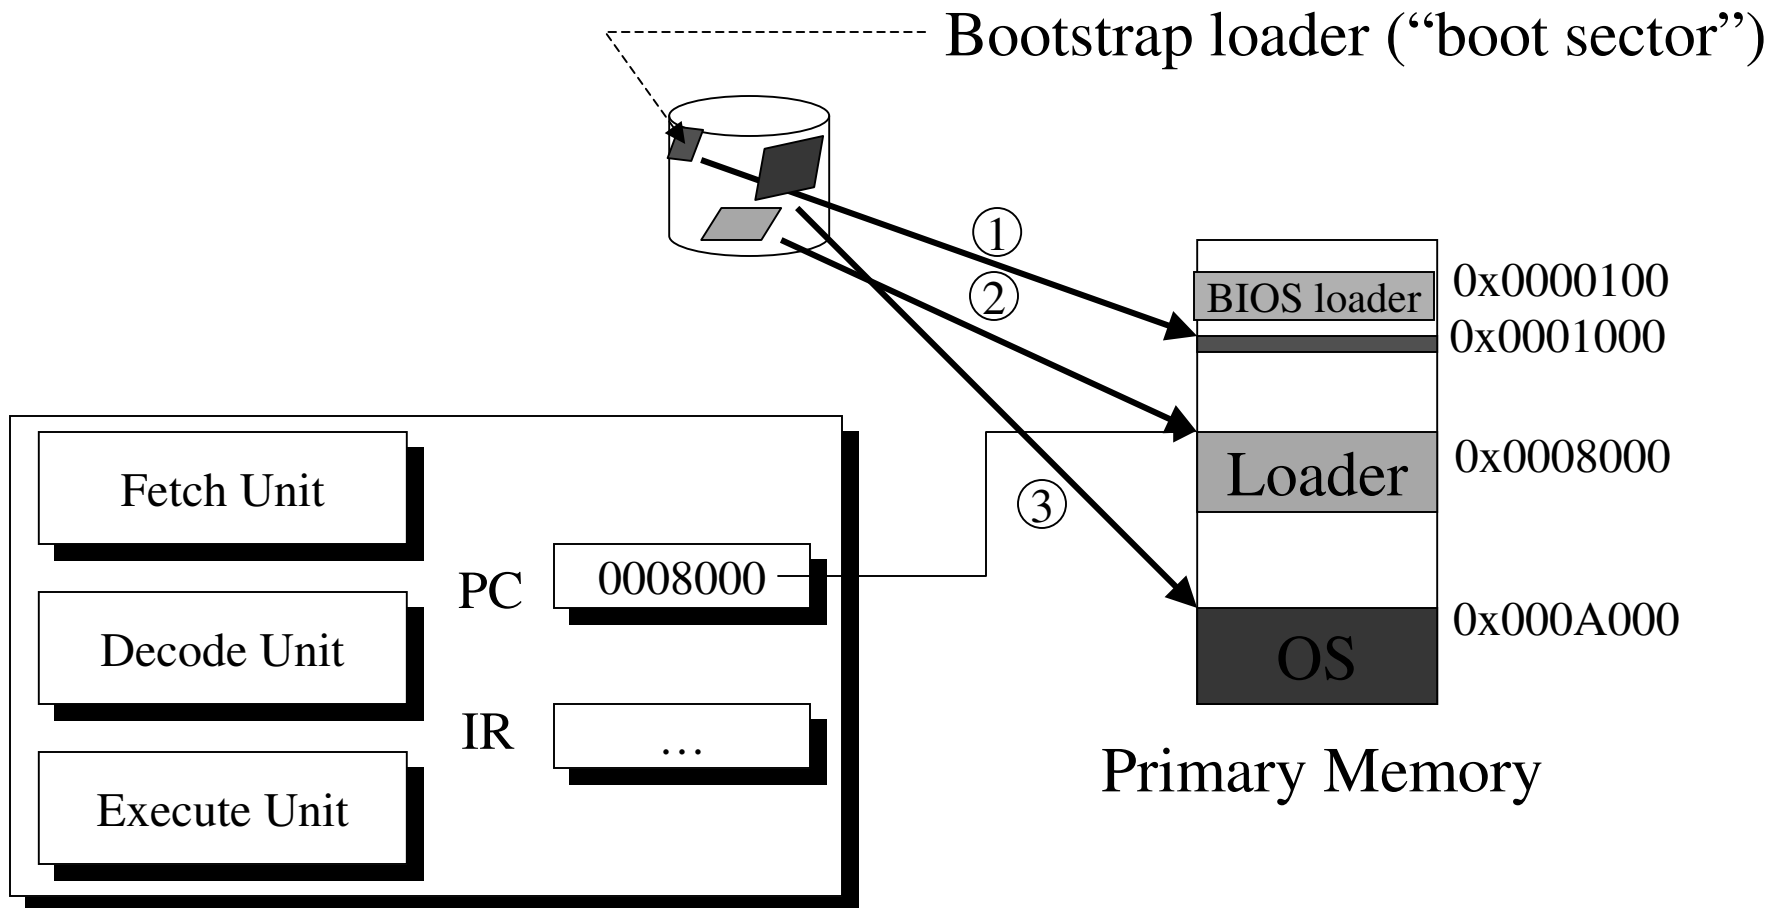 Bootstrap loader (“boot sector”)
1
2
BIOS loader
0x0000100
0x0001000
Loader
0x0008000
3
OS
0x000A000
Primary Memory
Fetch Unit
Decode Unit
Execute Unit
PC
0008000
IR
…